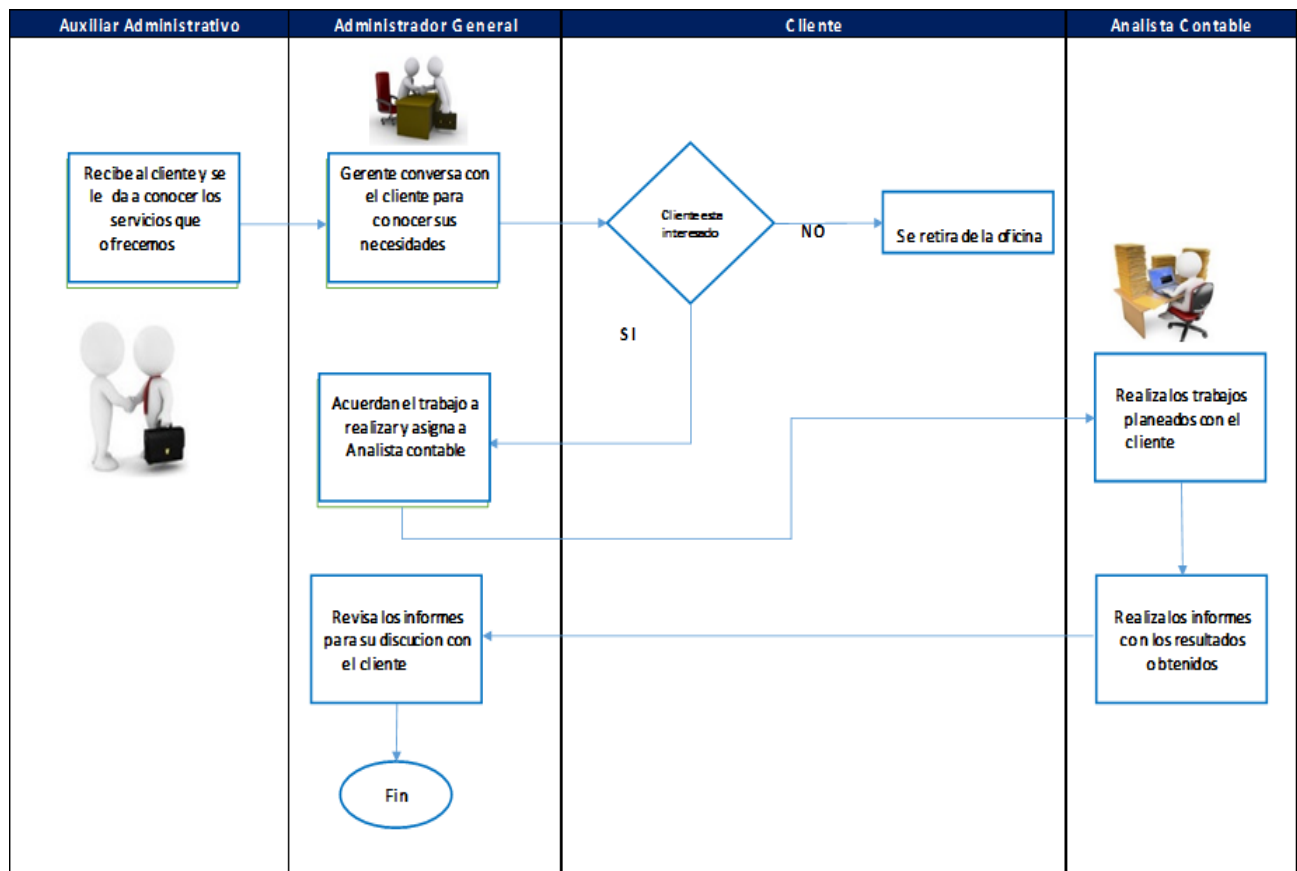 Auxiliar Administrativo
Administrador General
Cliente
Analista Contable
Recibe al cliente y se
le da a conocer los
servicios que
ofrecemos
Gerente conversa con
el cliente para
conocer sus
necesidades
Cliente este
interesado
NO
Se retira de la oficina
SI
Acuerdan el trabajo a
realizar y asigna a
Analista contable
Realiza los trabajos
planeados con el
cliente
Realiza los informes
con los resultados
obtenidos
Revisa los informes
para su discucion con
el cliente
Fin